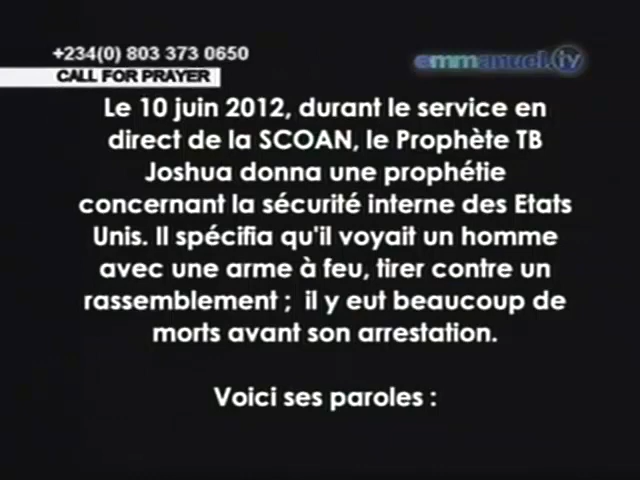 +234(0) 803 373 0650
emmanuel.tv
CALL FOR PRAYER
Le 10 juin 2012, durant le service en
direct de la SCOAN, le Prophète TB
Joshua donna une prophétie
concernant la sécurité interne des Etats
Unis. Il spécifia qu'il voyait un homme
avec une arme à feu, tirer contre un
rassemblement ; il y eut beaucoup de
morts avant son arrestation.
Voici ses paroles :